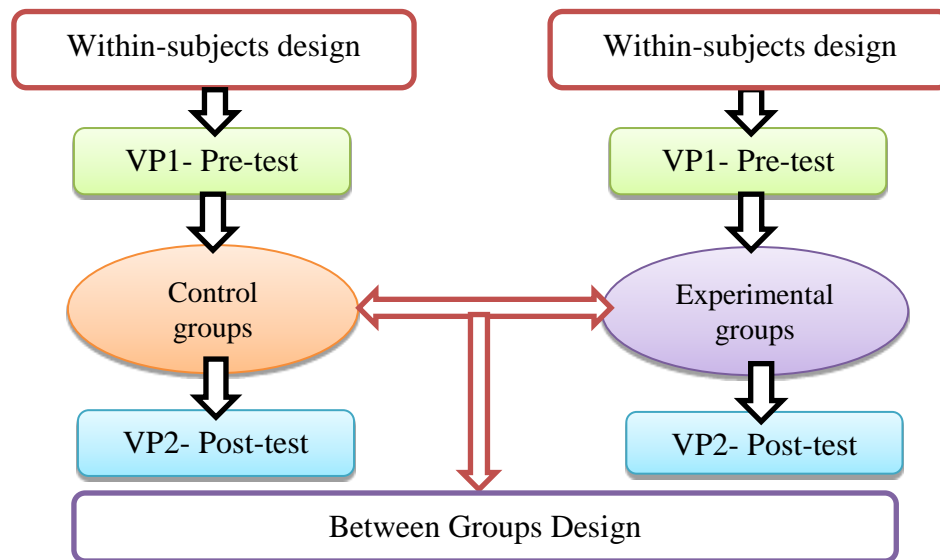 Within-subjects design
Within-subjects design
VP1- Pre-test
VP1- Pre-test
Control
groups
Experimental
groups
VP2- Post-test
VP2- Post-test
Between Groups Design